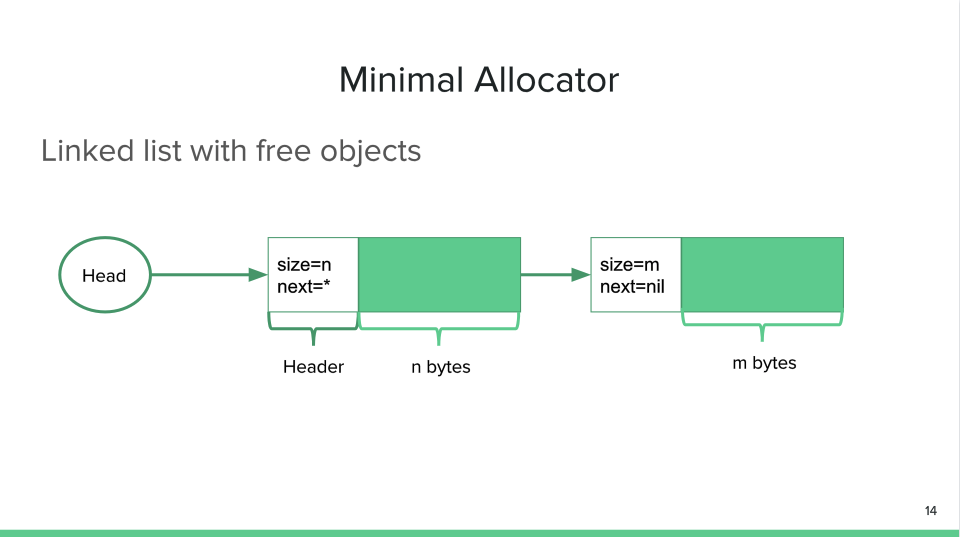 Minimal Allocator
Linked list with free objects
Head
size=n
next=*
size=m
next=nil
Header
n bytes
m bytes
14